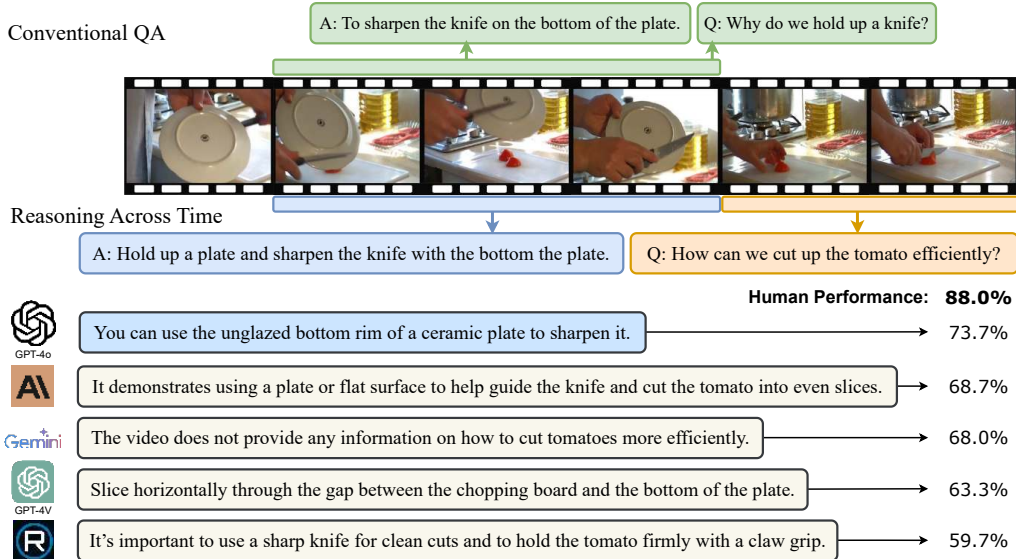 Conventional QA
A: To sharpen the knife on the bottom of the plate.
Q: Why do we hold up a knife?
Reasoning Across Time
A: Hold up a plate and sharpen the knife with the bottom the plate.
Q: How can we cut up the tomato efficiently?
Human Performance: 88.0%
GPT-4o
You can use the unglazed bottom rim of a ceramic plate to sharpen it.
73.7%
AI
It demonstrates using a plate or flat surface to help guide the knife and cut the tomato into even slices.
68.7%
Gemini
The video does not provide any information on how to cut tomatoes more efficiently.
68.0%
GPT-4V
Slice horizontally through the gap between the chopping board and the bottom of the plate.
63.3%
R
It's important to use a sharp knife for clean cuts and to hold the tomato firmly with a claw grip.
59.7%